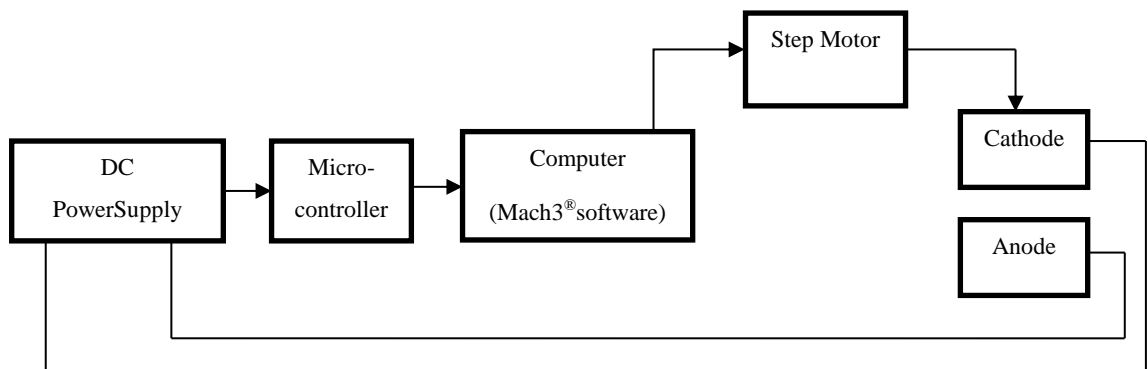 DC
PowerSupply
Micro-
controller
Computer
(Mach3®software)
Step Motor
Cathode
Anode